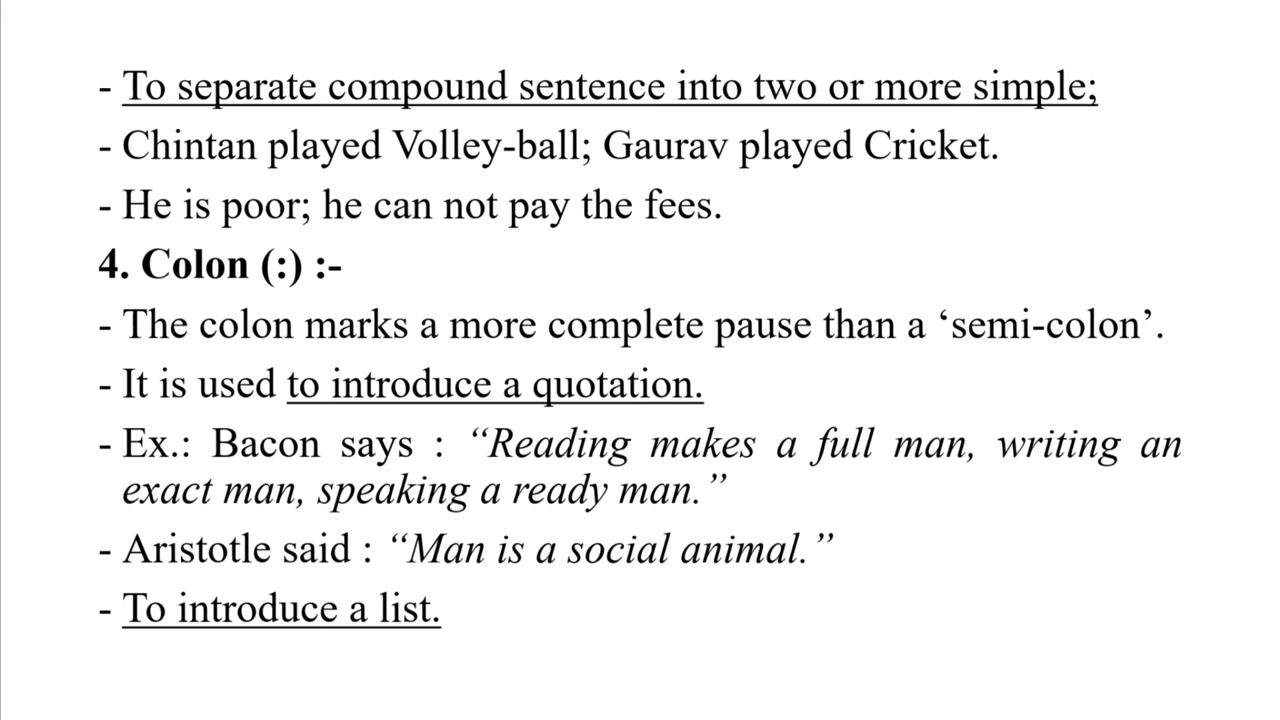 - To separate compound sentence into two or more simple;
- Chintan played Volley-ball; Gaurav played Cricket.
- He is poor; he can not pay the fees.
4. Colon (:) :-
- The colon marks a more complete pause than a ‘semi-colon’.
- It is used to introduce a quotation.
- Ex.: Bacon says : “Reading makes a full man, writing an
exact man, speaking a ready man.”
- Aristotle said : “Man is a social animal.”
- To introduce a list.